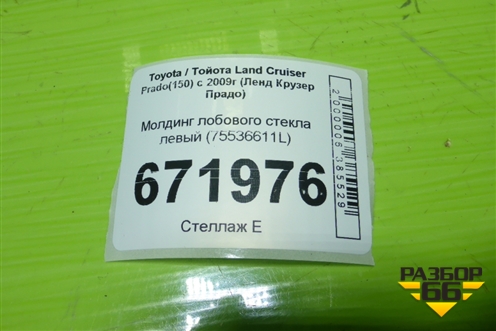 Toyota / Тойота Land Cruiser
Prado(150) с 2009г (Ленд Крузер
Прадо)
Молдинг лобового стекла
левый (75536611L)
671976
Стеллаж Е
2000006385529
РАЗБОР
66